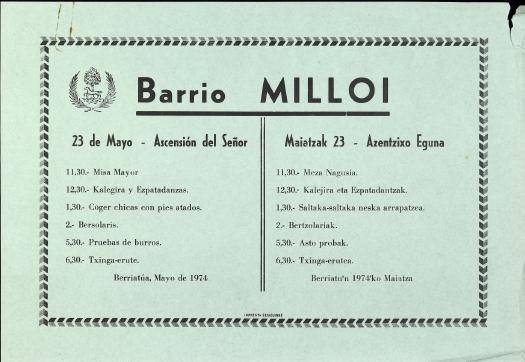 Barrio MILLOI
23 de Mayo - Ascensión del Señor
11,30.- Misa Mayor
12,30.- Kalegira y Ezpatadanzas.
1,30.- Coger chicas con pies atados.
2.- Bersolaris.
5,30.- Pruebas de burros.
6,30.- Txinga-erute.
Berriatúa, Mayo de 1974
Maiatzak 23 - Azentzixo Eguna
11,30.- Meza Nagusia.
12,30.- Kalejira eta Ezpatadantzak.
1,30.- Saltaka-saltaka neska arrapatzea.
2.- Bertzolariak.
5,30.- Asto probak.
6,30.- Txinga-erutea.
Berriatu'n 1974'ko Maiatza